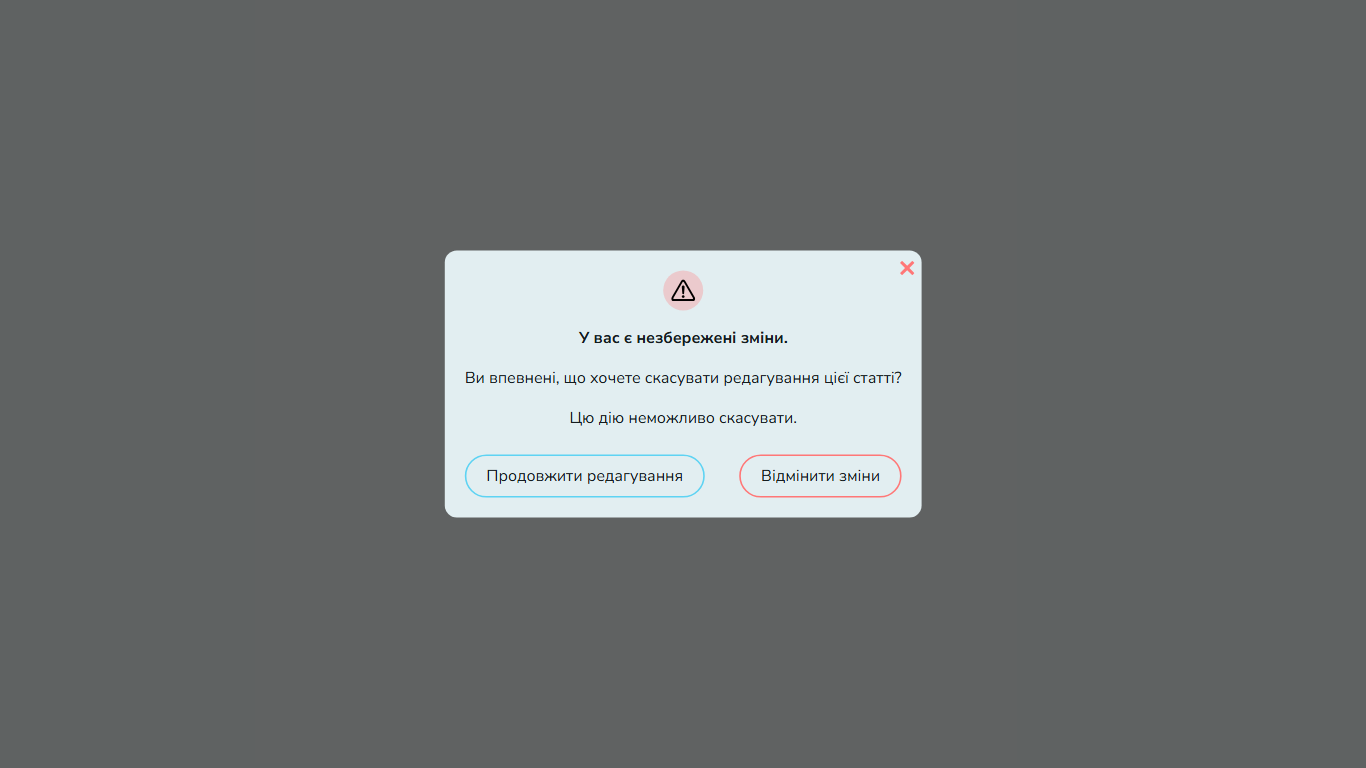 У вас є незбережені зміни.
Ви впевнені, що хочете скасувати редагування цієї статті?
Цю дію неможливо скасувати.
Продовжити редагування
Відмінити зміни